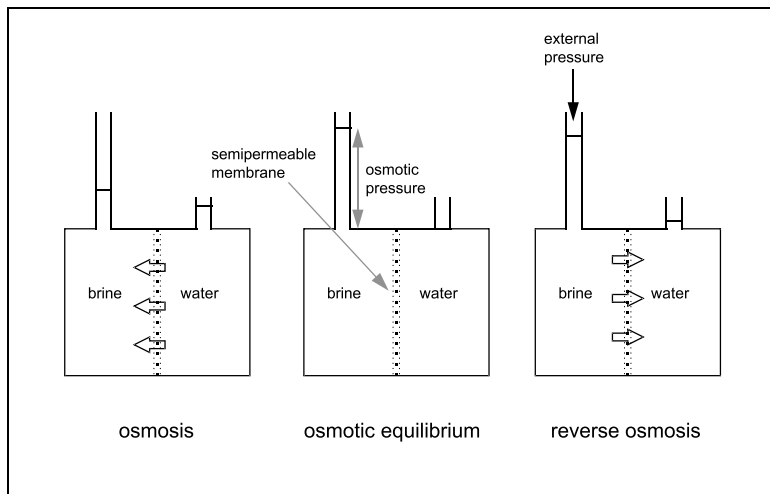 external
pressure
semipermeable
membrane
osmotic
pressure
brine
water
brine
water
brine
water
osmosis
osmotic equilibrium
reverse osmosis